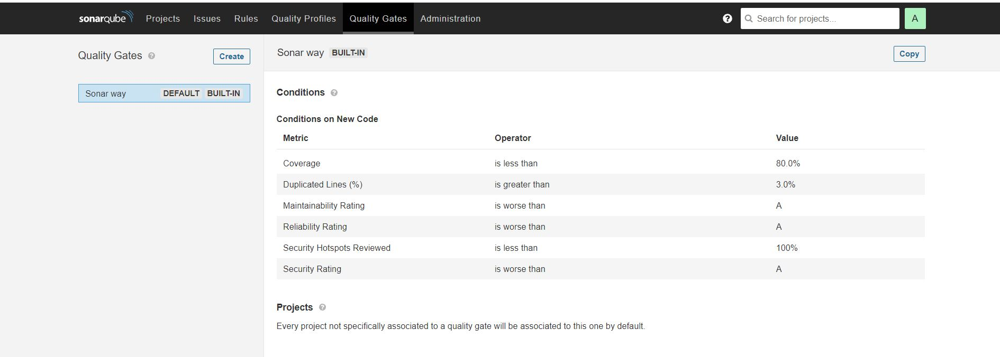 sonarqube Projects Issues Rules Quality Profiles Quality Gates Administration ? Search for projects... A
Quality Gates ? Create
Sonar way DEFAULT BUILT-IN
Sonar way BUILT-IN Copy
Conditions ?
Conditions on New Code
Metric Operator Value
Coverage is less than 80.0%
Duplicated Lines (%) is greater than 3.0%
Maintainability Rating is worse than A
Reliability Rating is worse than A
Security Hotspots Reviewed is less than 100%
Security Rating is worse than A
Projects ?
Every project not specifically associated to a quality gate will be associated to this one by default.